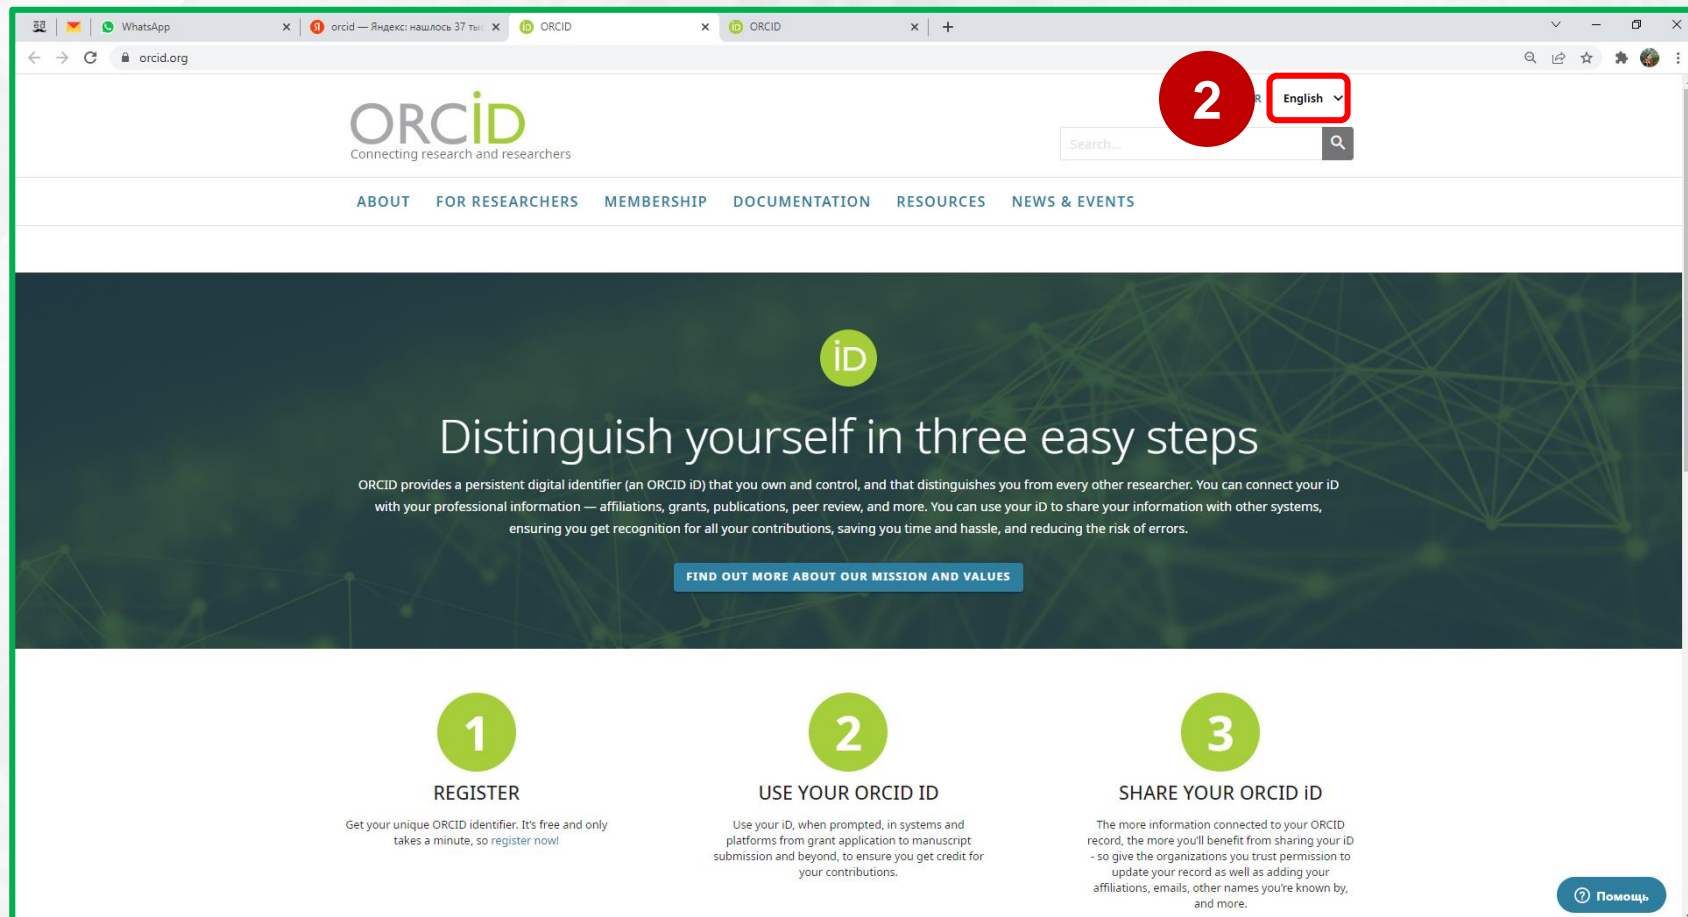 WhatsApp
orcid — Яндекс: нашлось 37 тыс
ORCID
ORCID
orcid.org
2
R
English
ORCiD
Connecting research and researchers
Search...
ABOUT FOR RESEARCHERS MEMBERSHIP DOCUMENTATION RESOURCES NEWS & EVENTS
iD
Distinguish yourself in three easy steps
ORCID provides a persistent digital identifier (an ORCID iD) that you own and control, and that distinguishes you from every other researcher. You can connect your iD
with your professional information — affiliations, grants, publications, peer review, and more. You can use your iD to share your information with other systems,
ensuring you get recognition for all your contributions, saving you time and hassle, and reducing the risk of errors.
FIND OUT MORE ABOUT OUR MISSION AND VALUES
1
REGISTER
Get your unique ORCID identifier. It's free and only
takes a minute, so register now!
2
USE YOUR ORCID ID
Use your iD, when prompted, in systems and
platforms from grant application to manuscript
submission and beyond, to ensure you get credit for
your contributions.
3
SHARE YOUR ORCID iD
The more information connected to your ORCID
record, the more you'll benefit from sharing your iD
- so give the organizations you trust permission to
update your record as well as adding your
affiliations, emails, other names you're known by,
and more.
Помощь